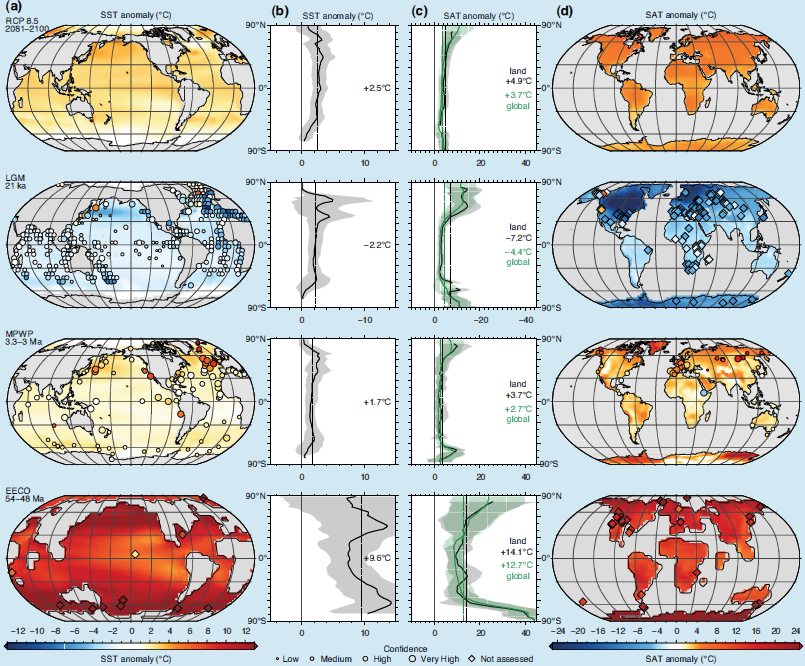 (a) SST anomaly (°C) (b) SST anomaly (°C) (c) SAT anomaly (°C) (d) SAT anomaly (°C)
RCP 8.5
2081–2100
90°N 90°N
0° 0°
90°S 90°S
+2.5°C
land
+4.9°C
+3.7°C
global
0 10 0 20 40
LGM
21 ka
90°N 90°N
0° 0°
90°S 90°S
−2.2°C
land
−7.2°C
−4.4°C
global
0 −10 0 −20 −40
MPWP
3.3–3 Ma
90°N 90°N
0° 0°
90°S 90°S
+1.7°C
land
+3.7°C
+2.7°C
global
0 10 0 20 40
EECO
54–48 Ma
90°N 90°N
0° 0°
90°S 90°S
+9.6°C
land
+14.1°C
+12.7°C
global
0 10 0 20 40
−12 −10 −8 −6 −4 −2 0 2 4 6 8 10 12
SST anomaly (°C)
Confidence
Low Medium High Very High Not assessed
−24 −20 −16 −12 −8 −4 0 4 8 12 16 20 24
SAT anomaly (°C)